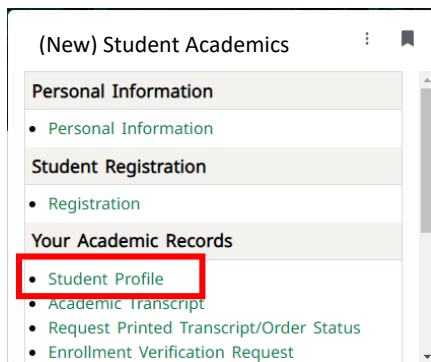 (New) Student Academics
Personal Information
• Personal Information
Student Registration
• Registration
Your Academic Records
• Student Profile
• Academic Transcript
• Request Printed Transcript/Order Status
• Enrollment Verification Request